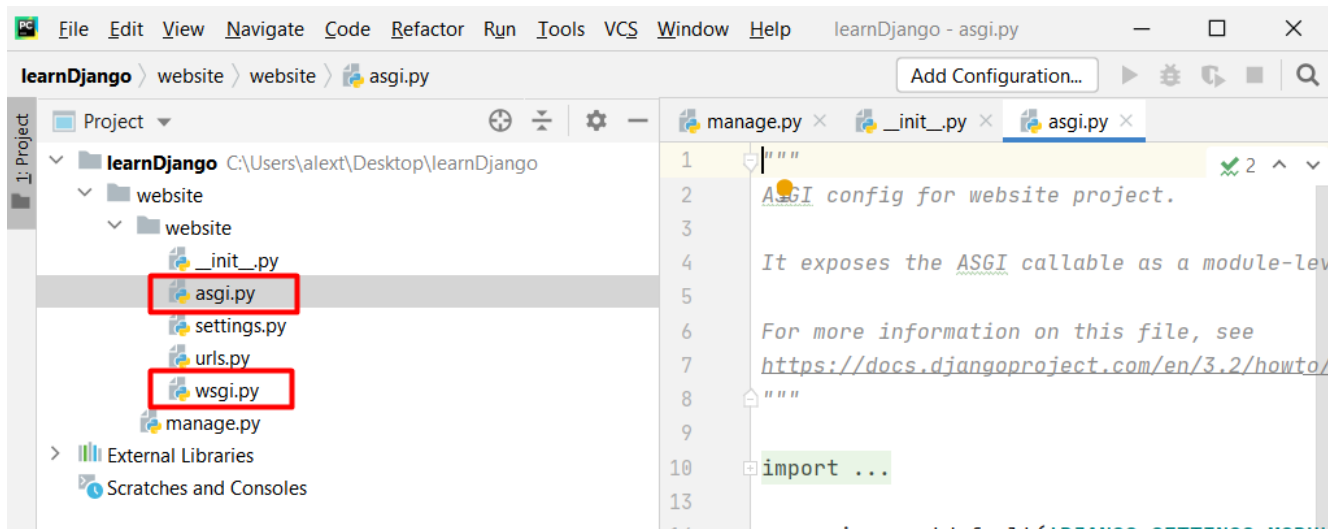 PC File Edit View Navigate Code Refactor Run Tools VCS Window Help learnDjango - asgi.py
learnDjango website website asgi.py Add Configuration...
1: Project
Project
manage.py __init__.py asgi.py
learnDjango C:\Users\alext\Desktop\learnDjango
website
website
__init__.py
asgi.py
settings.py
urls.py
wsgi.py
manage.py
External Libraries
Scratches and Consoles
1 """
2
2 ASGI config for website project.
3
4 It exposes the ASGI callable as a module-lev
5
6 For more information on this file, see
7 https://docs.djangoproject.com/en/3.2/howto/
8 """
9
10 import ...
13